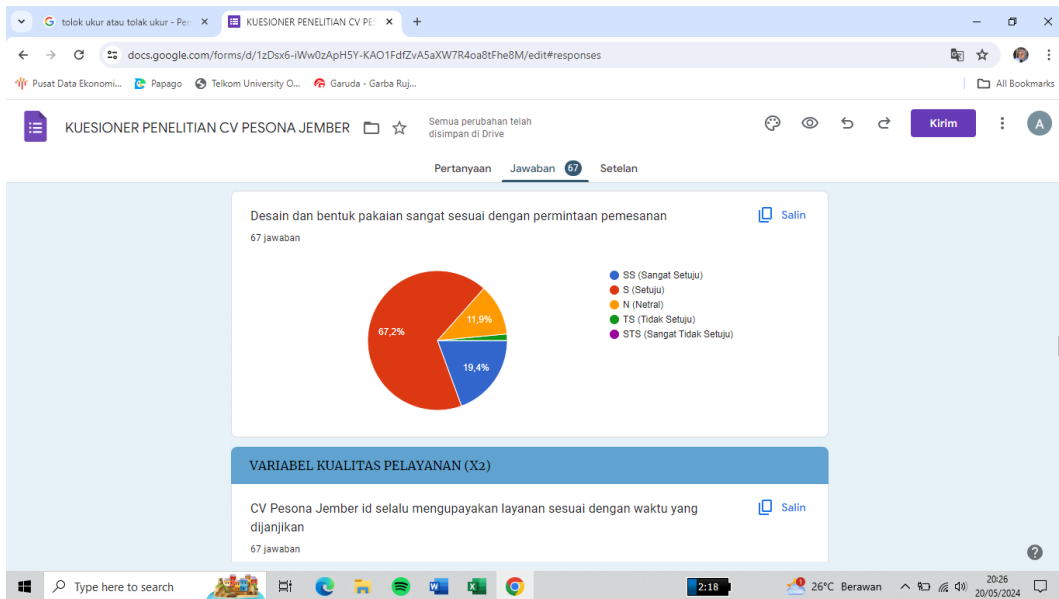 tolok ukur atau tolak ukur - Pen
KUESIONER PENELITIAN CV PES
docs.google.com/forms/d/1zDsx6-iWw0zApH5Y-KAO1FdfZvA5aXW7R4oa8tFhe8M/edit#responses
Pusat Data Ekonomi... Papago Telkom University O... Garuda - Garba Ruj... All Bookmarks
KUESIONER PENELITIAN CV PESONA JEMBER
Semua perubahan telah
disimpan di Drive
Kirim
A
Pertanyaan Jawaban 67 Setelan
Desain dan bentuk pakaian sangat sesuai dengan permintaan pemesanan
Salin
67 jawaban
SS (Sangat Setuju)
S (Setuju)
N (Netral)
TS (Tidak Setuju)
STS (Sangat Tidak Setuju)
11,9%
67,2%
19,4%
VARIABEL KUALITAS PELAYANAN (X2)
CV Pesona Jember id selalu mengupayakan layanan sesuai dengan waktu yang
dijanjikan
Salin
67 jawaban
Type here to search
2:18
26°C Berawan
20:26
20/05/2024